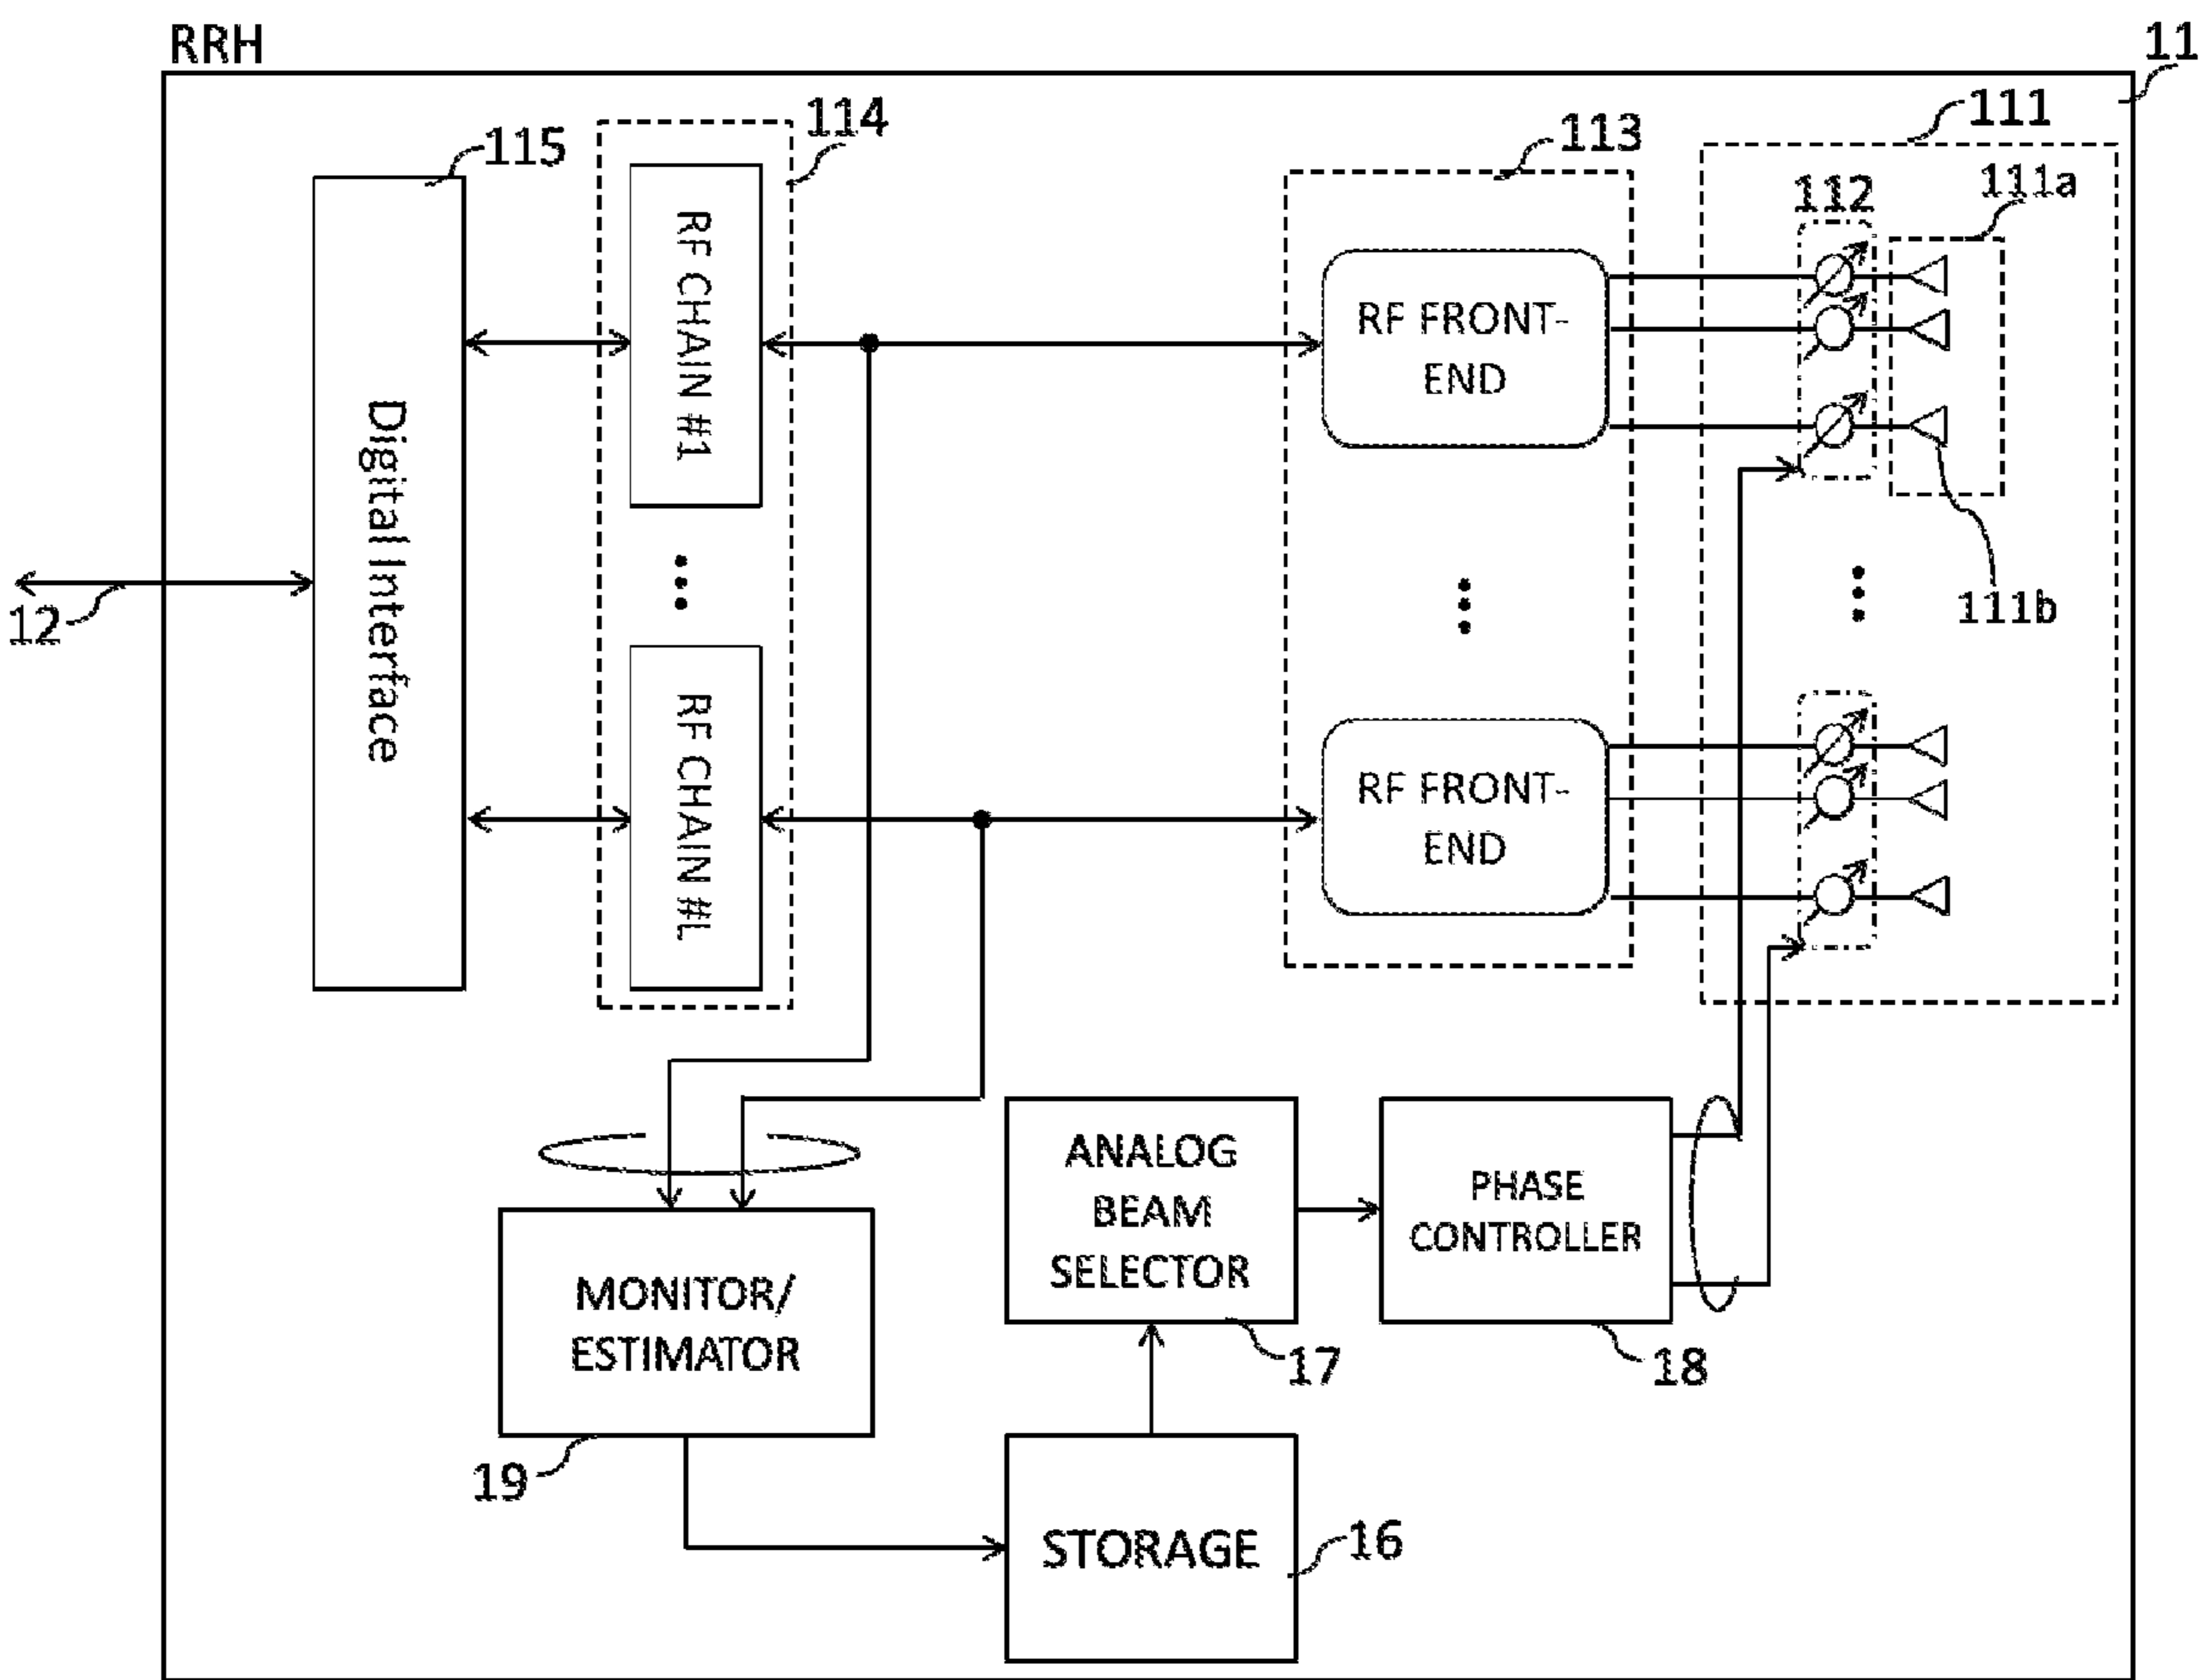 RRH
11
115
114
113
111
112
111a
RF CHAIN #1
RF FRONT-
END
Digital Interface
12
111b
RF CHAIN #L
RF FRONT-
END
ANALOG
BEAM
SELECTOR
PHASE
CONTROLLER
MONITOR/
ESTIMATOR
17
18
19
STORAGE
16